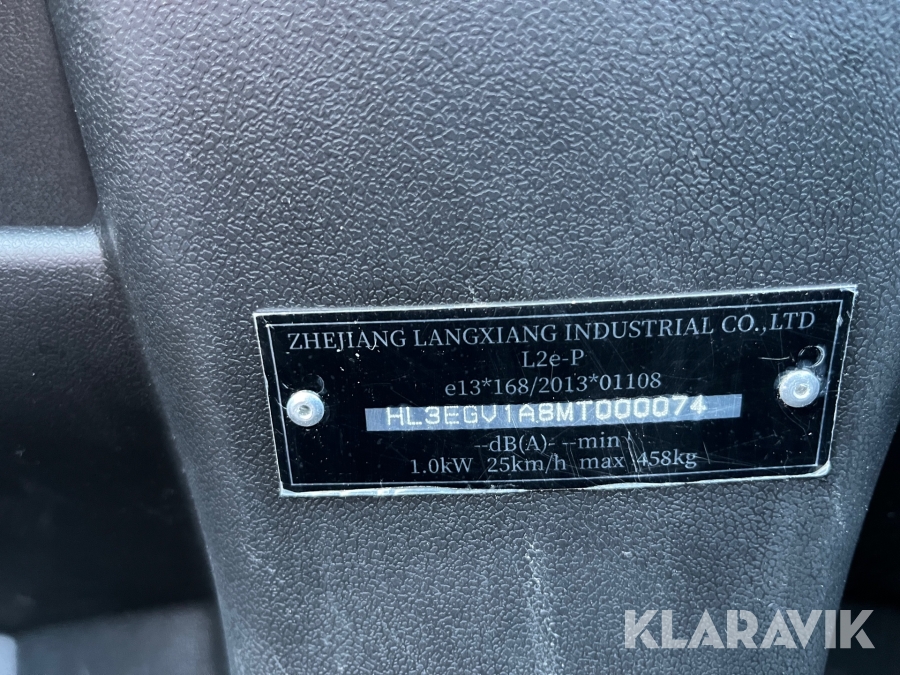 ZHEJIANG LANGXIANG INDUSTRIAL CO.,LTD
L2e-P
e13*168/2013*01108
HL3EGV1A8MT000074
--dB(A)- --min
1.0kW 25km/h max 458kg
KLARAVIK